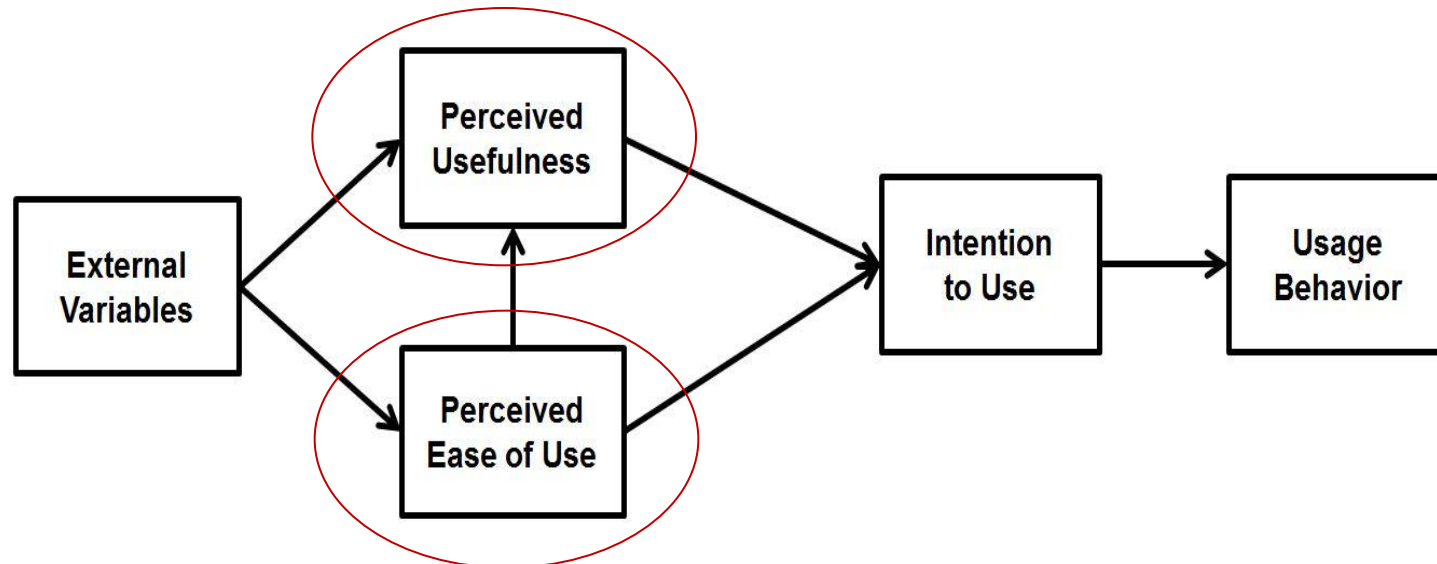 Perceived
Usefulness
External
Variables
Perceived
Ease of Use
Intention
to Use
Usage
Behavior